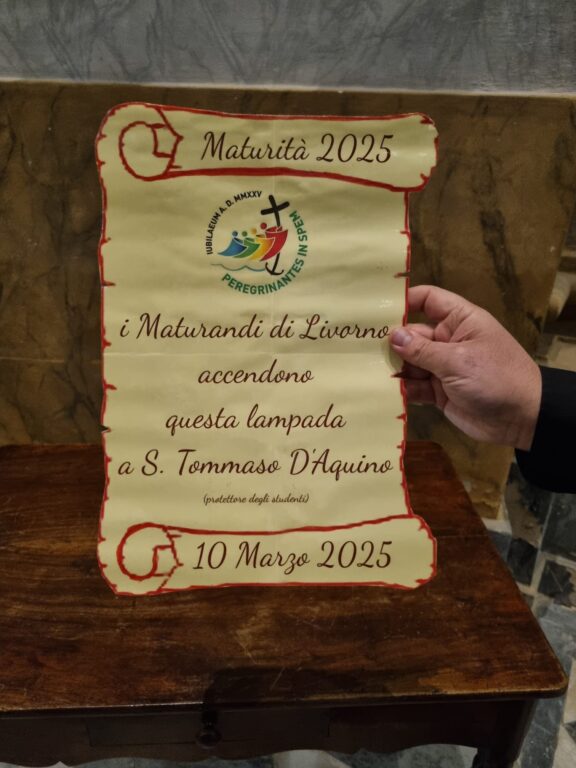 Maturità 2025
IUBILAEUM A. D. MMXXV
PEREGRINANTES IN SPEM
i Maturandi di Livorno
accendono
questa lampada
a S. Tommaso D'Aquino
(protettore degli studenti)
10 Marzo 2025